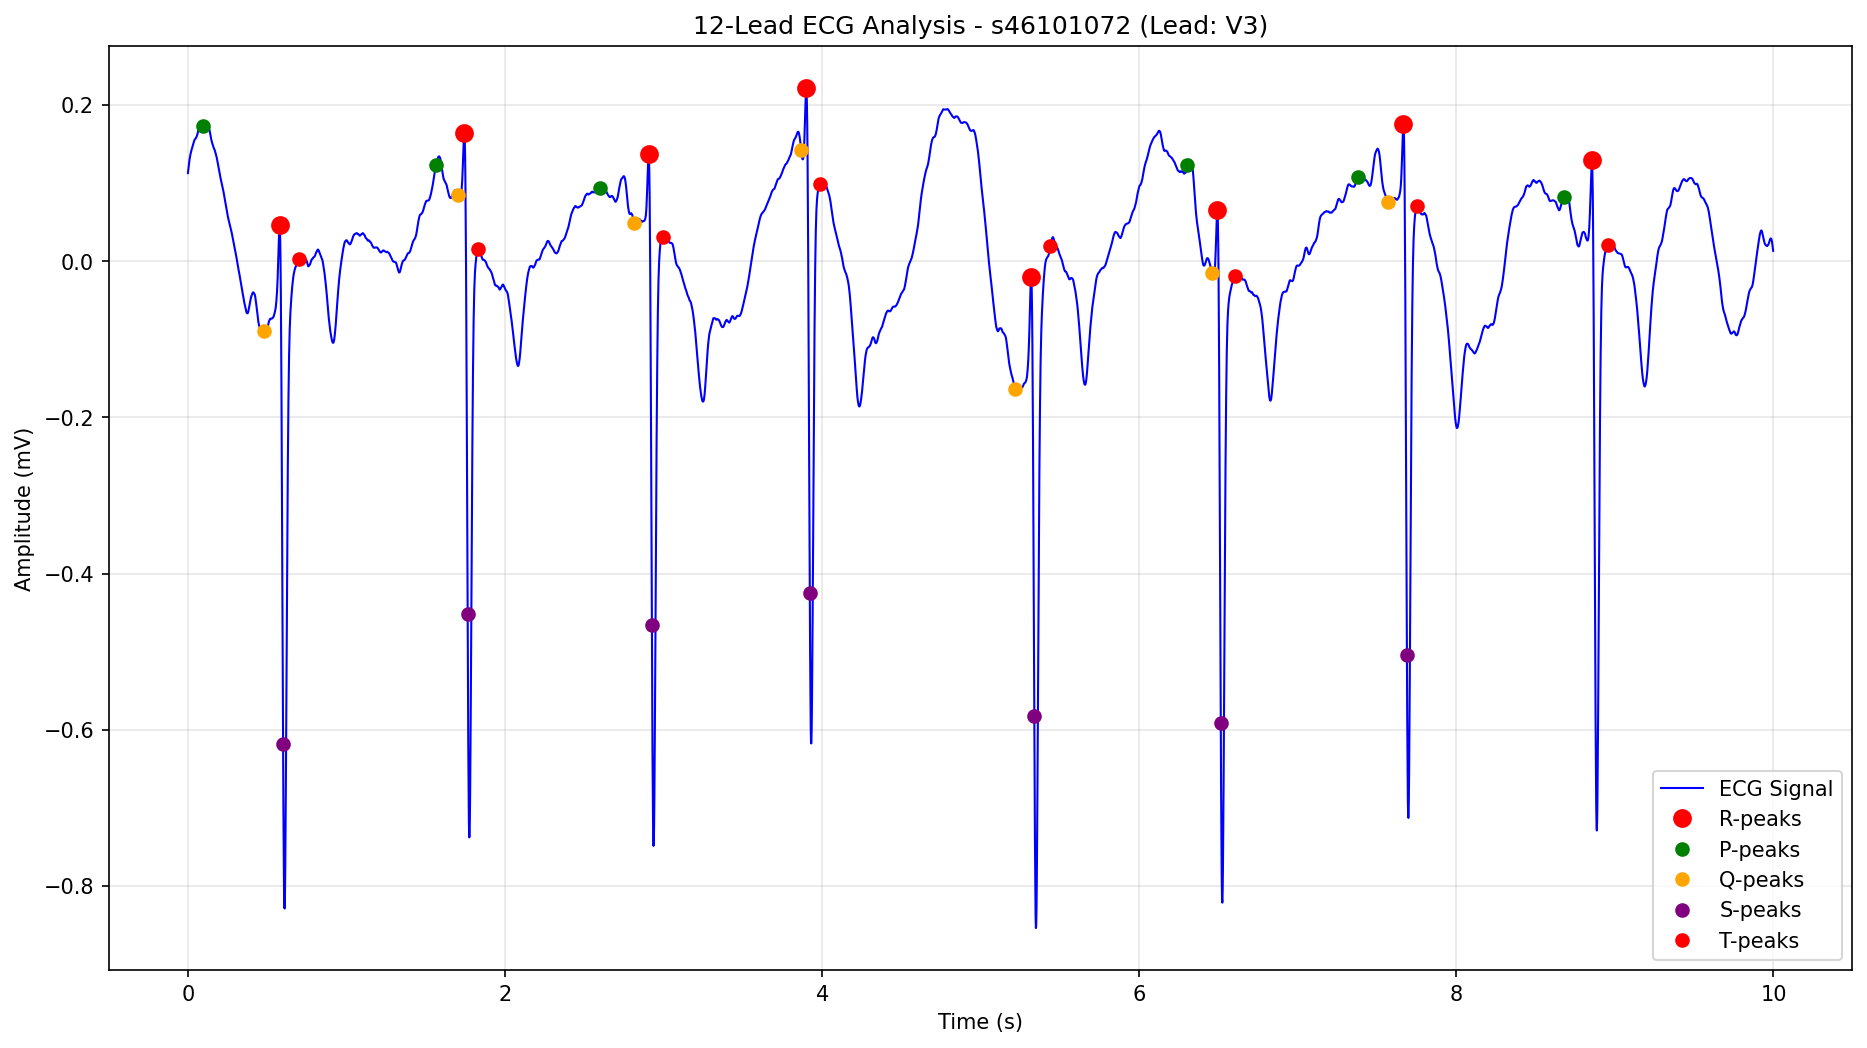 12-Lead ECG Analysis - s46101072 (Lead: V3)
Amplitude (mV)
0.2
0.0
−0.2
−0.4
−0.6
−0.8
0 2 4 6 8 10
Time (s)
ECG Signal
R-peaks
P-peaks
Q-peaks
S-peaks
T-peaks